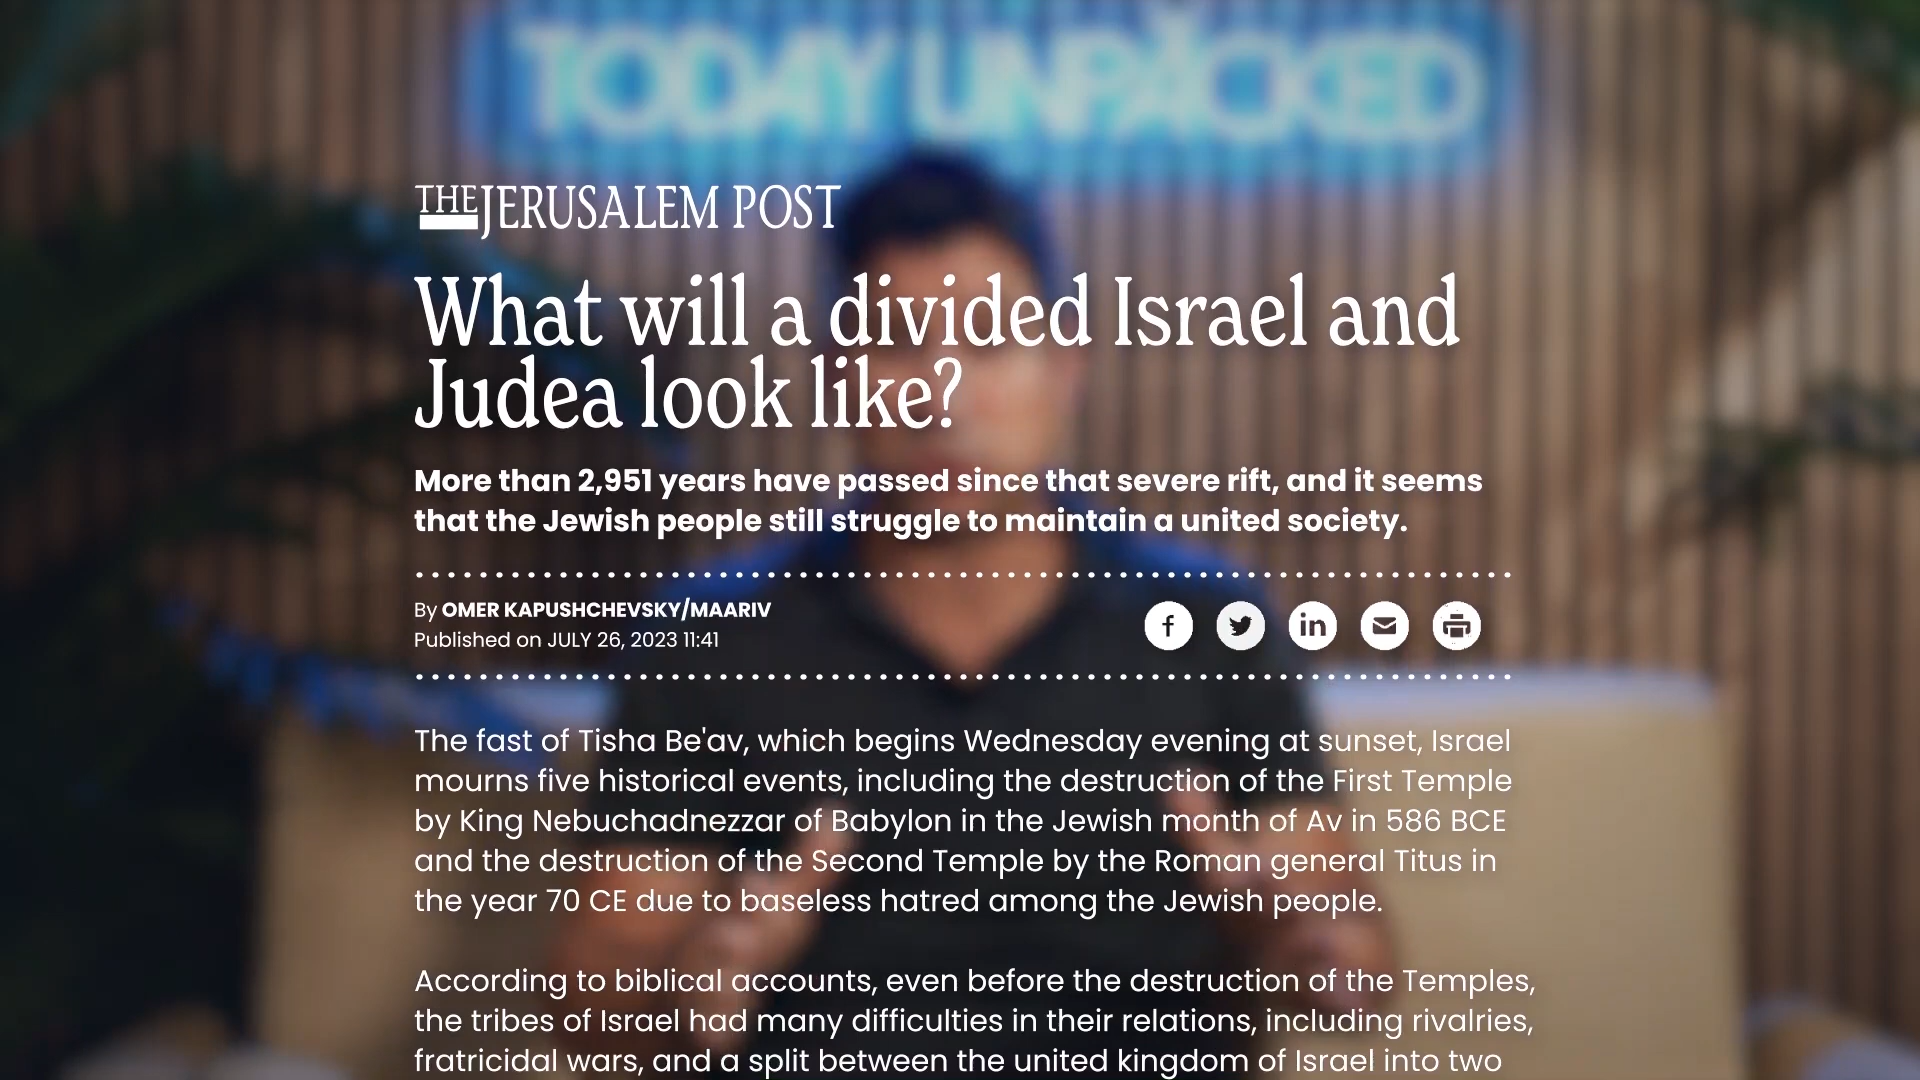 TODAY UNPACKED
THE JERUSALEM POST
What will a divided Israel and
Judea look like?
More than 2,951 years have passed since that severe rift, and it seems
that the Jewish people still struggle to maintain a united society.
By OMER KAPUSHCHEVSKY/MAARIV
Published on JULY 26, 2023 11:41
f in
The fast of Tisha Be'av, which begins Wednesday evening at sunset, Israel
mourns five historical events, including the destruction of the First Temple
by King Nebuchadnezzar of Babylon in the Jewish month of Av in 586 BCE
and the destruction of the Second Temple by the Roman general Titus in
the year 70 CE due to baseless hatred among the Jewish people.
According to biblical accounts, even before the destruction of the Temples,
the tribes of Israel had many difficulties in their relations, including rivalries,
fratricidal wars, and a split between the united kingdom of Israel into two